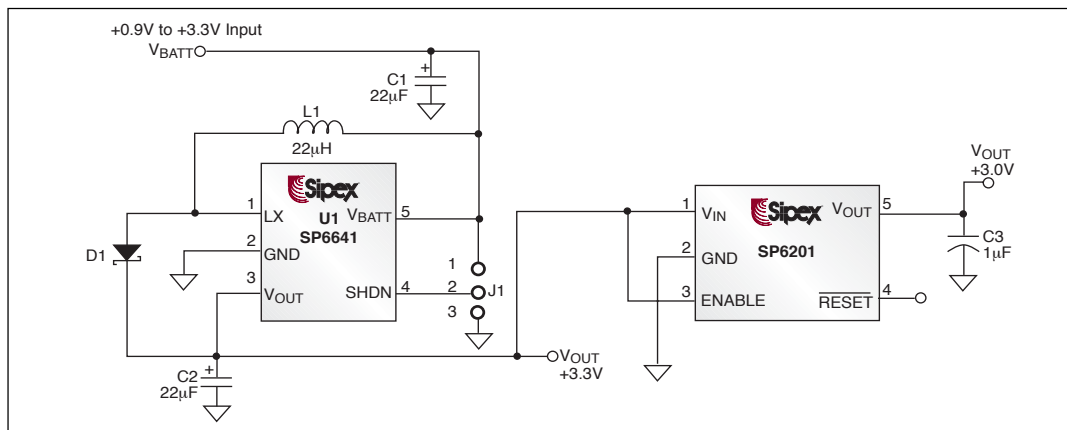 +0.9V to +3.3V Input
VBATT
+
C1
22μF
L1
22μH
Sipex
1
LX
U1
VBATT
5
SP6641
2
GND
D1
3
VOUT
SHDN
4
1
2
J1
3
VOUT
+3.3V
C2
+
22μF
Sipex
1
VIN
VOUT
5
SP6201
2
GND
3
ENABLE
RESET
4
VOUT
+3.0V
C3
1μF